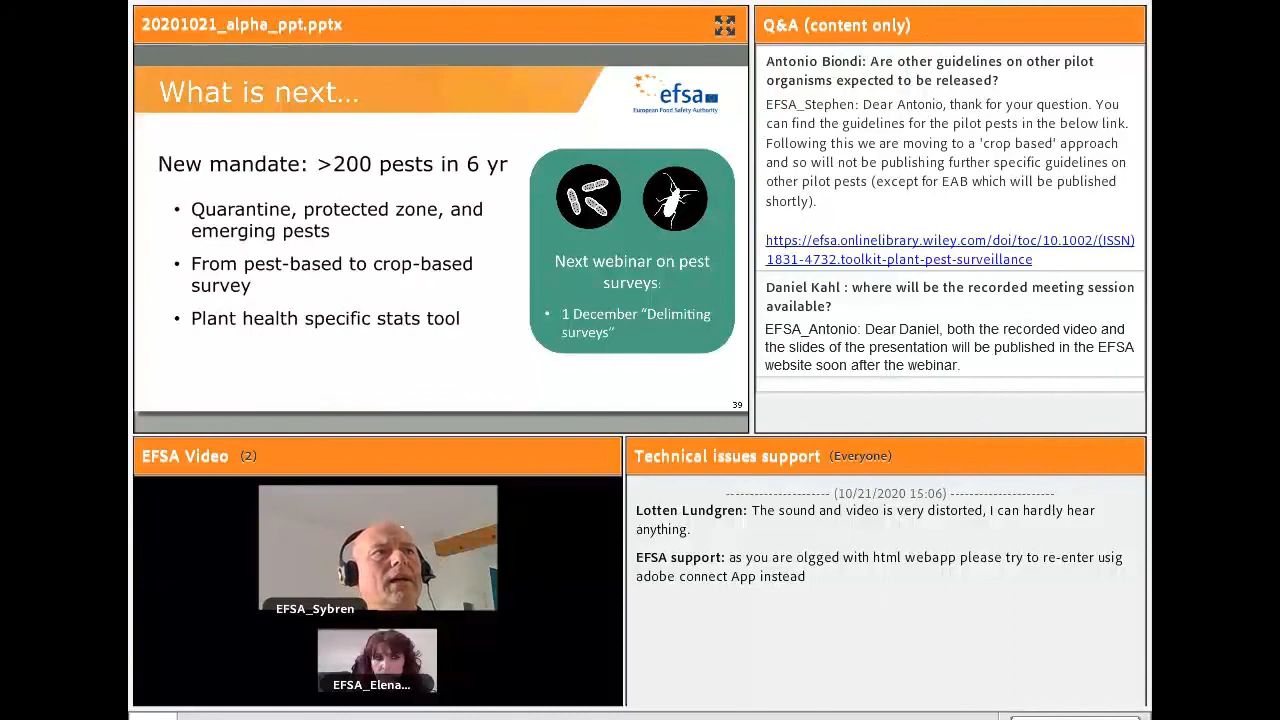 20201021_alpha_ppt.pptx
What is next...
efsa
European Food Safety Authority
New mandate: >200 pests in 6 yr
• Quarantine, protected zone, and
emerging pests
• From pest-based to crop-based
survey
• Plant health specific stats tool
Next webinar on pest
surveys:
• 1 December “Delimiting
surveys”
39
Q&A (content only)
Antonio Biondi: Are other guidelines on other pilot
organisms expected to be released?
EFSA_Stephen: Dear Antonio, thank for your question. You
can find the guidelines for the pilot pests in the below link.
Following this we are moving to a 'crop based' approach
and so will not be publishing further specific guidelines on
other pilot pests (except for EAB which will be published
shortly).
https://efsa.onlinelibrary.wiley.com/doi/toc/10.1002/(ISSN)
1831-4732.toolkit-plant-pest-surveillance
Daniel Kahl : where will be the recorded meeting session
available?
EFSA_Antonio: Dear Daniel, both the recorded video and
the slides of the presentation will be published in the EFSA
website soon after the webinar.
EFSA Video (2)
EFSA_Sybren
EFSA_Elena...
Technical issues support (Everyone)
---------------------- (10/21/2020 15:06) ----------------------
Lotten Lundgren: The sound and video is very distorted, I can hardly hear
anything.
EFSA support: as you are olgged with html webapp please try to re-enter usig
adobe connect App instead